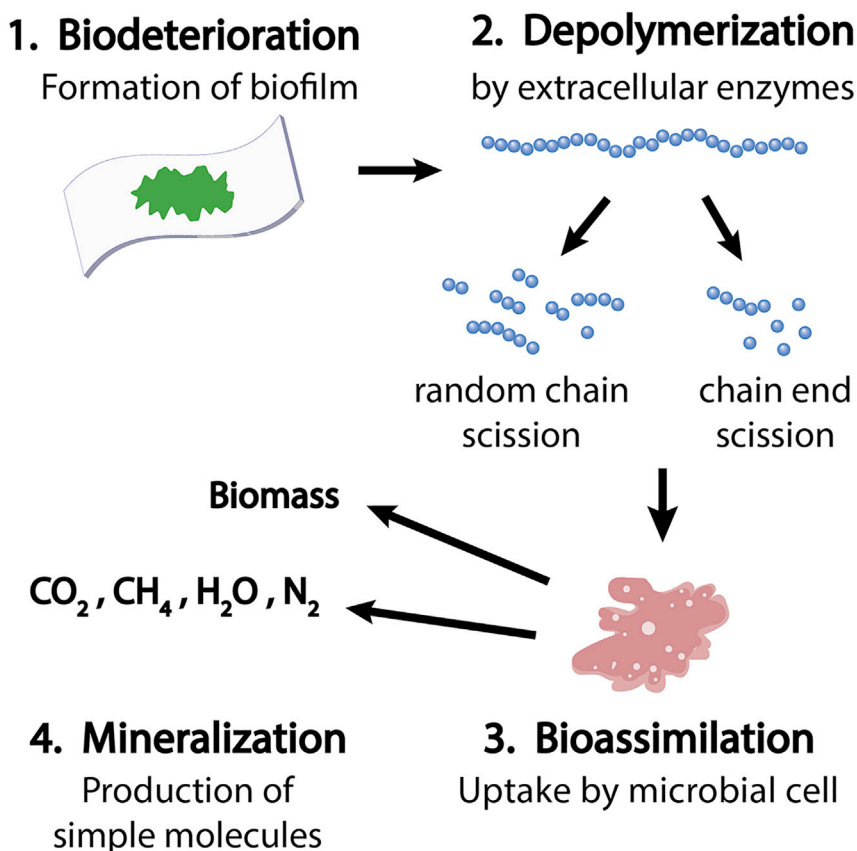 1. Biodeterioration
Formation of biofilm
2. Depolymerization
by extracellular enzymes
random chain
scission
chain end
scission
Biomass
CO₂ , CH₄ , H₂O , N₂
4. Mineralization
Production of
simple molecules
3. Bioassimilation
Uptake by microbial cell